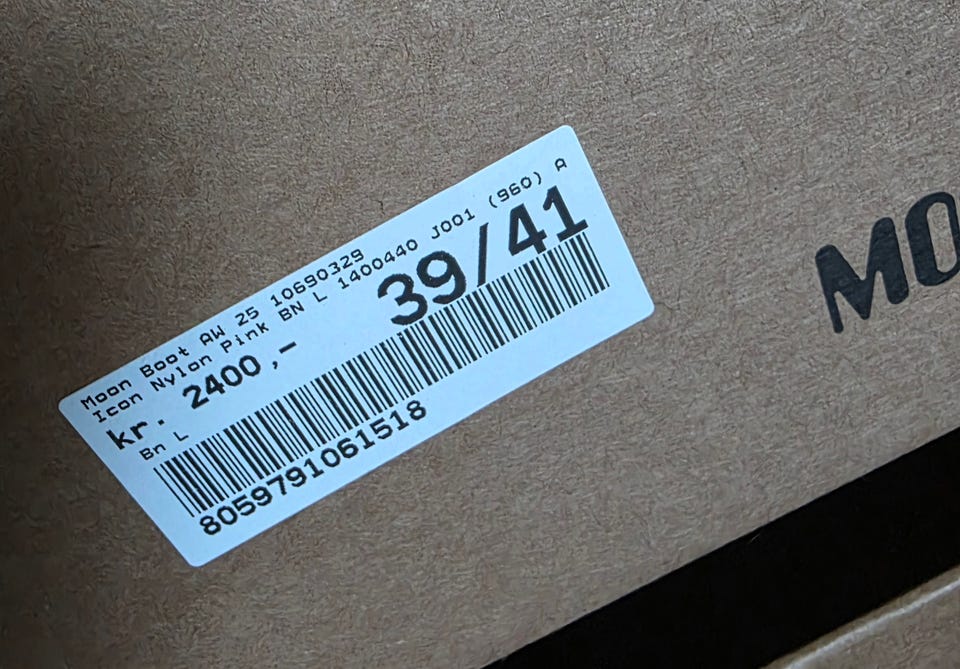 Moon Boot AW 25 10690329
Icon Nylon Pink BN L 1400440 J001 (960) A
kr. 2400,-
39/41
Bn L
8059791061518
MO